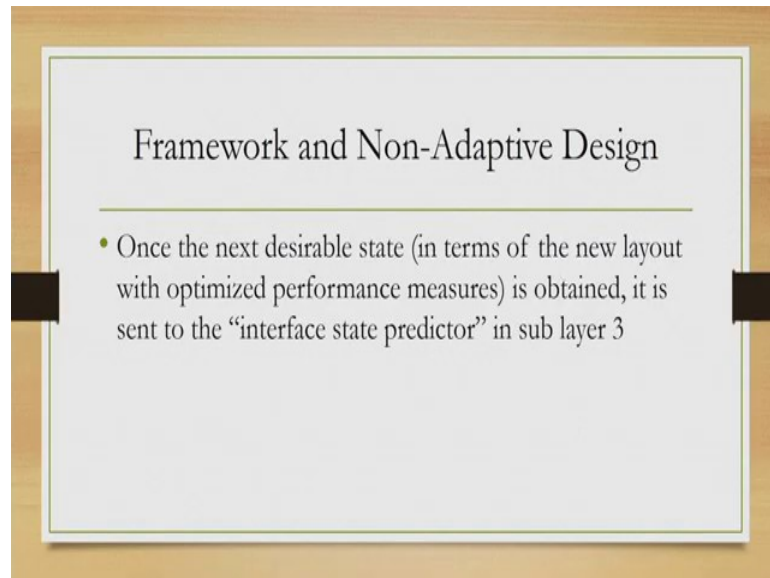 Framework and Non-Adaptive Design
• Once the next desirable state (in terms of the new layout
with optimized performance measures) is obtained, it is
sent to the “interface state predictor” in sub layer 3